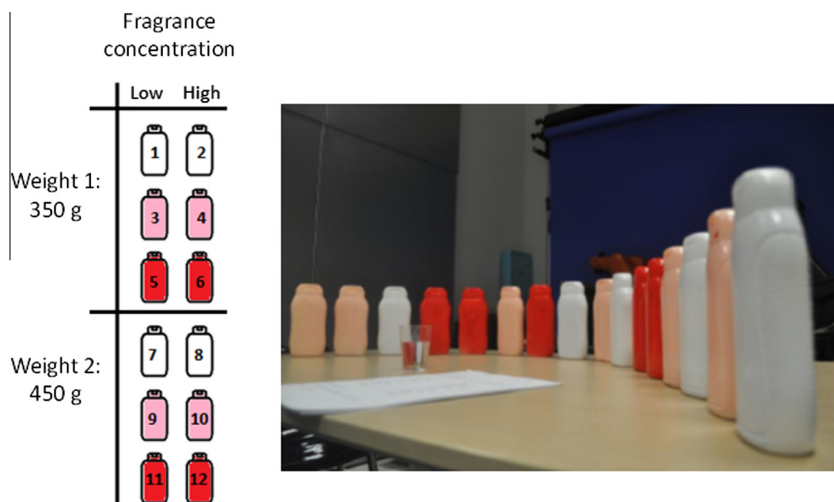 Fragrance
concentration
Low High
Weight 1:
350 g
1 2
3 4
5 6
Weight 2:
450 g
7 8
9 10
11 12